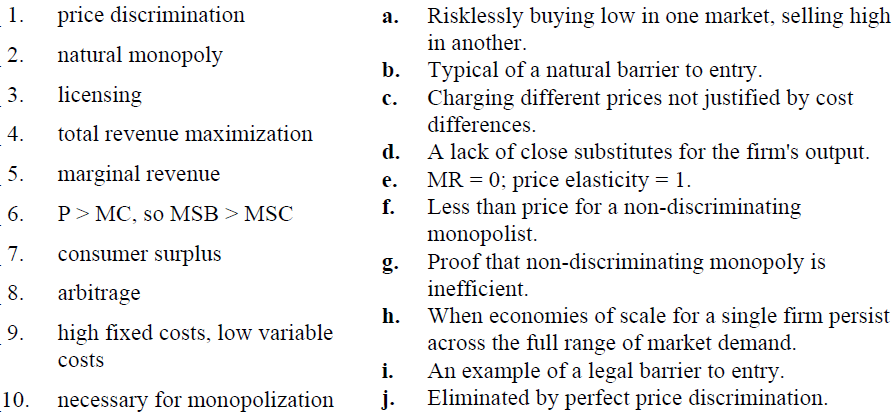 1. price discrimination
2. natural monopoly
3. licensing
4. total revenue maximization
5. marginal revenue
6. P > MC, so MSB > MSC
7. consumer surplus
8. arbitrage
9. high fixed costs, low variable
costs
10. necessary for monopolization
a. Risklessly buying low in one market, selling high
in another.
b. Typical of a natural barrier to entry.
c. Charging different prices not justified by cost
differences.
d. A lack of close substitutes for the firm's output.
e. MR = 0; price elasticity = 1.
f. Less than price for a non-discriminating
monopolist.
g. Proof that non-discriminating monopoly is
inefficient.
h. When economies of scale for a single firm persist
across the full range of market demand.
i. An example of a legal barrier to entry.
j. Eliminated by perfect price discrimination.